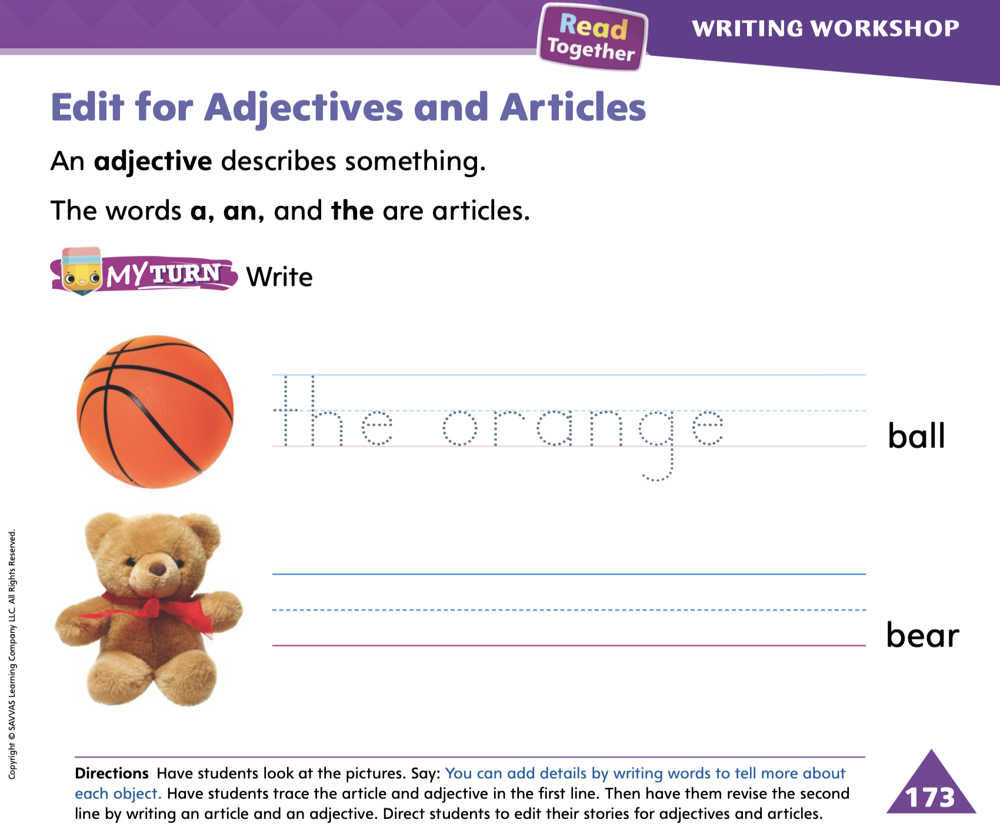 Read
Together
WRITING WORKSHOP
Edit for Adjectives and Articles
An adjective describes something.
The words a, an, and the are articles.
MY TURN Write
the orange ball
bear
Directions Have students look at the pictures. Say: You can add details by writing words to tell more about
each object. Have students trace the article and adjective in the first line. Then have them revise the second
line by writing an article and an adjective. Direct students to edit their stories for adjectives and articles.
173
Copyright © SAVVAS Learning Company LLC. All Rights Reserved.